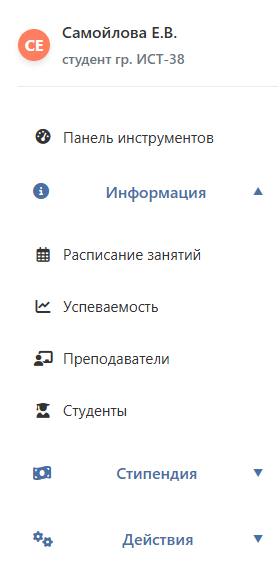 СЕ
Самойлова Е.В.
студент гр. ИСТ-38
Панель инструментов
Информация
Расписание занятий
Успеваемость
Преподаватели
Студенты
Стипендия
Действия